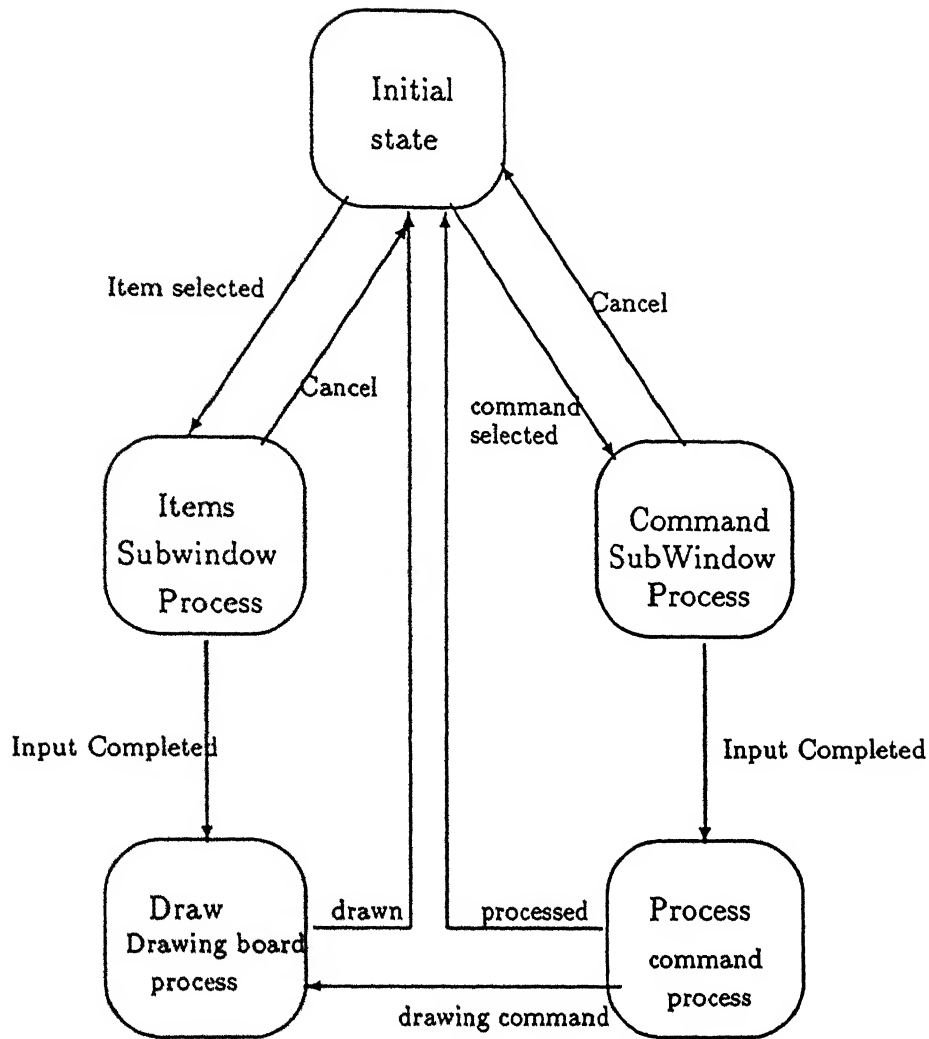 Initial
state
Item selected
Cancel
Cancel
command
selected
Items
Subwindow
Process
Command
SubWindow
Process
Input Completed
Input Completed
Draw
Drawing board
process
drawn
processed
Process
command
process
drawing command